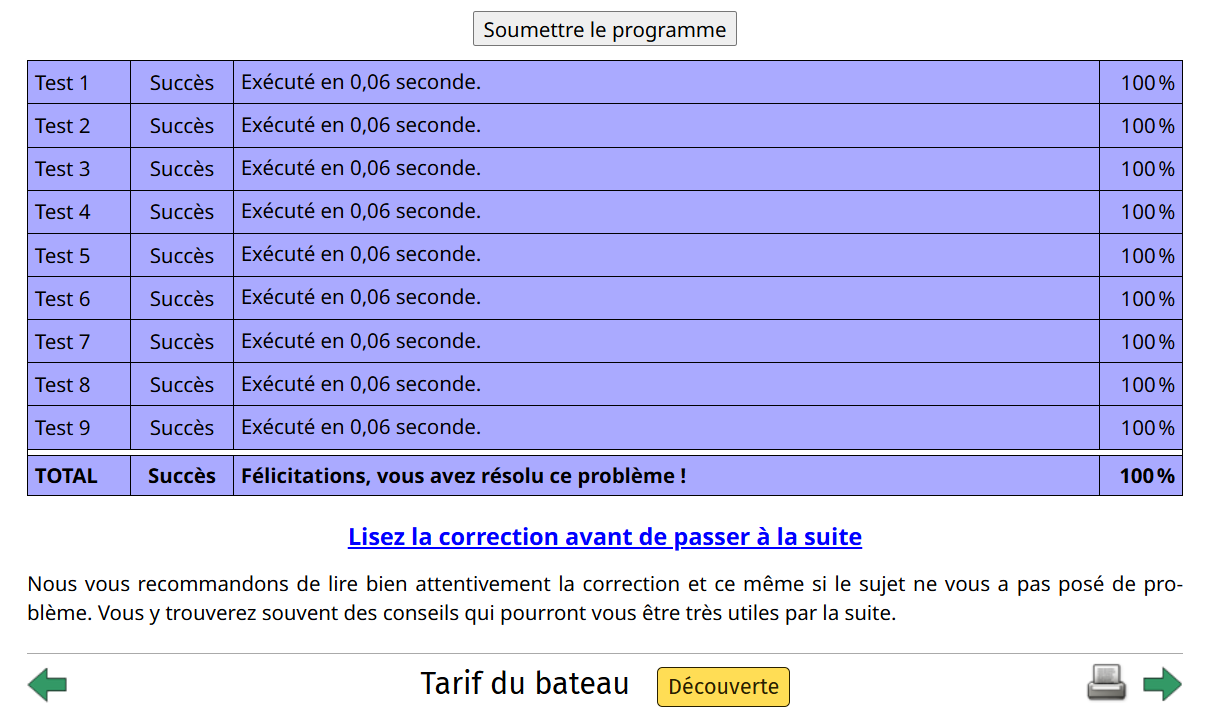 Soumettre le programme
Test 1 Succès Exécuté en 0,06 seconde. 100 %
Test 2 Succès Exécuté en 0,06 seconde. 100 %
Test 3 Succès Exécuté en 0,06 seconde. 100 %
Test 4 Succès Exécuté en 0,06 seconde. 100 %
Test 5 Succès Exécuté en 0,06 seconde. 100 %
Test 6 Succès Exécuté en 0,06 seconde. 100 %
Test 7 Succès Exécuté en 0,06 seconde. 100 %
Test 8 Succès Exécuté en 0,06 seconde. 100 %
Test 9 Succès Exécuté en 0,06 seconde. 100 %
TOTAL Succès Félicitations, vous avez résolu ce problème ! 100 %
Lisez la correction avant de passer à la suite
Nous vous recommandons de lire bien attentivement la correction et ce même si le sujet ne vous a pas posé de pro-
blème. Vous y trouverez souvent des conseils qui pourront vous être très utiles par la suite.
Tarif du bateau Découverte